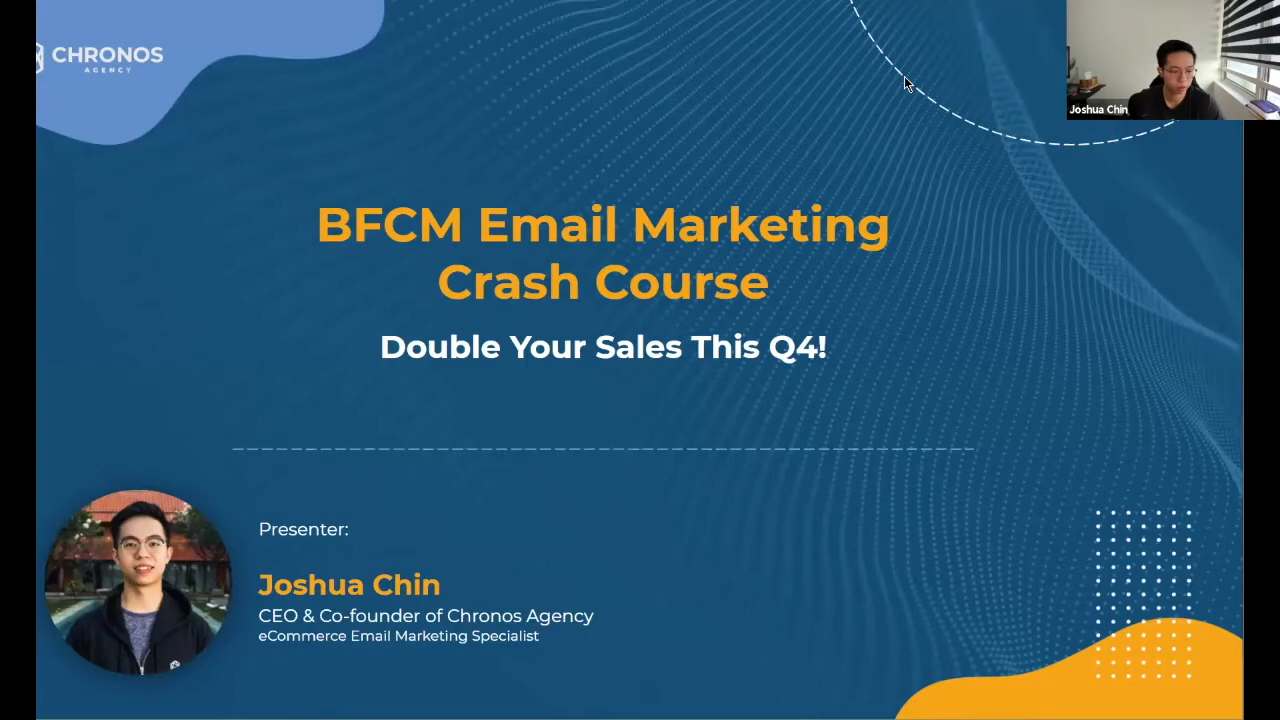 CHRONOS
AGENCY
Joshua Chin
BFCM Email Marketing
Crash Course
Double Your Sales This Q4!
Presenter:
Joshua Chin
CEO & Co-founder of Chronos Agency
eCommerce Email Marketing Specialist